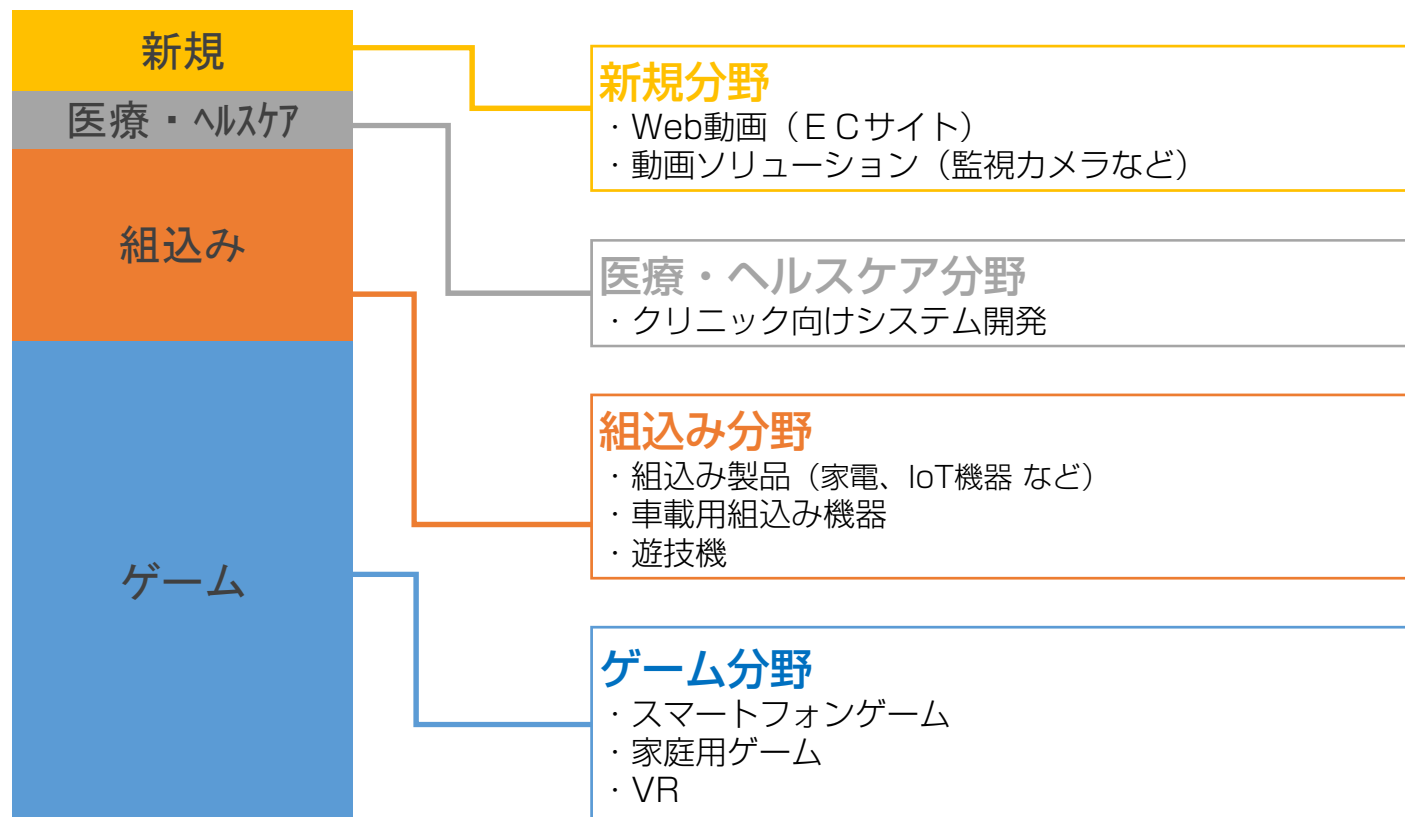 新規
医療・ﾍﾙｽｹｱ
組込み
ゲーム
新規分野
・Web動画（ＥＣサイト）
・動画ソリューション（監視カメラなど）
医療・ヘルスケア分野
・クリニック向けシステム開発
組込み分野
・組込み製品（家電、IoT機器 など）
・車載用組込み機器
・遊技機
ゲーム分野
・スマートフォンゲーム
・家庭用ゲーム
・VR